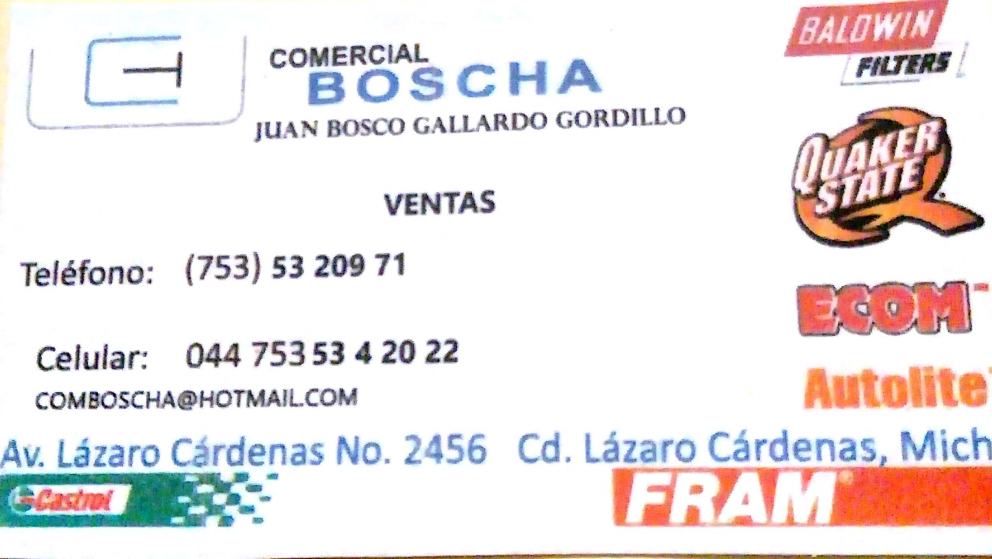 COMERCIAL
BOSCHA
JUAN BOSCO GALLARDO GORDILLO
VENTAS
Teléfono: (753) 53 209 71
Celular: 044 753 53 4 20 22
COMBOSCHA@HOTMAIL.COM
Av. Lázaro Cárdenas No. 2456 Cd. Lázaro Cárdenas, Mich
BALDWIN
FILTERS
QUAKER
STATE
ECOM
Autolite
Castrol
FRAM®